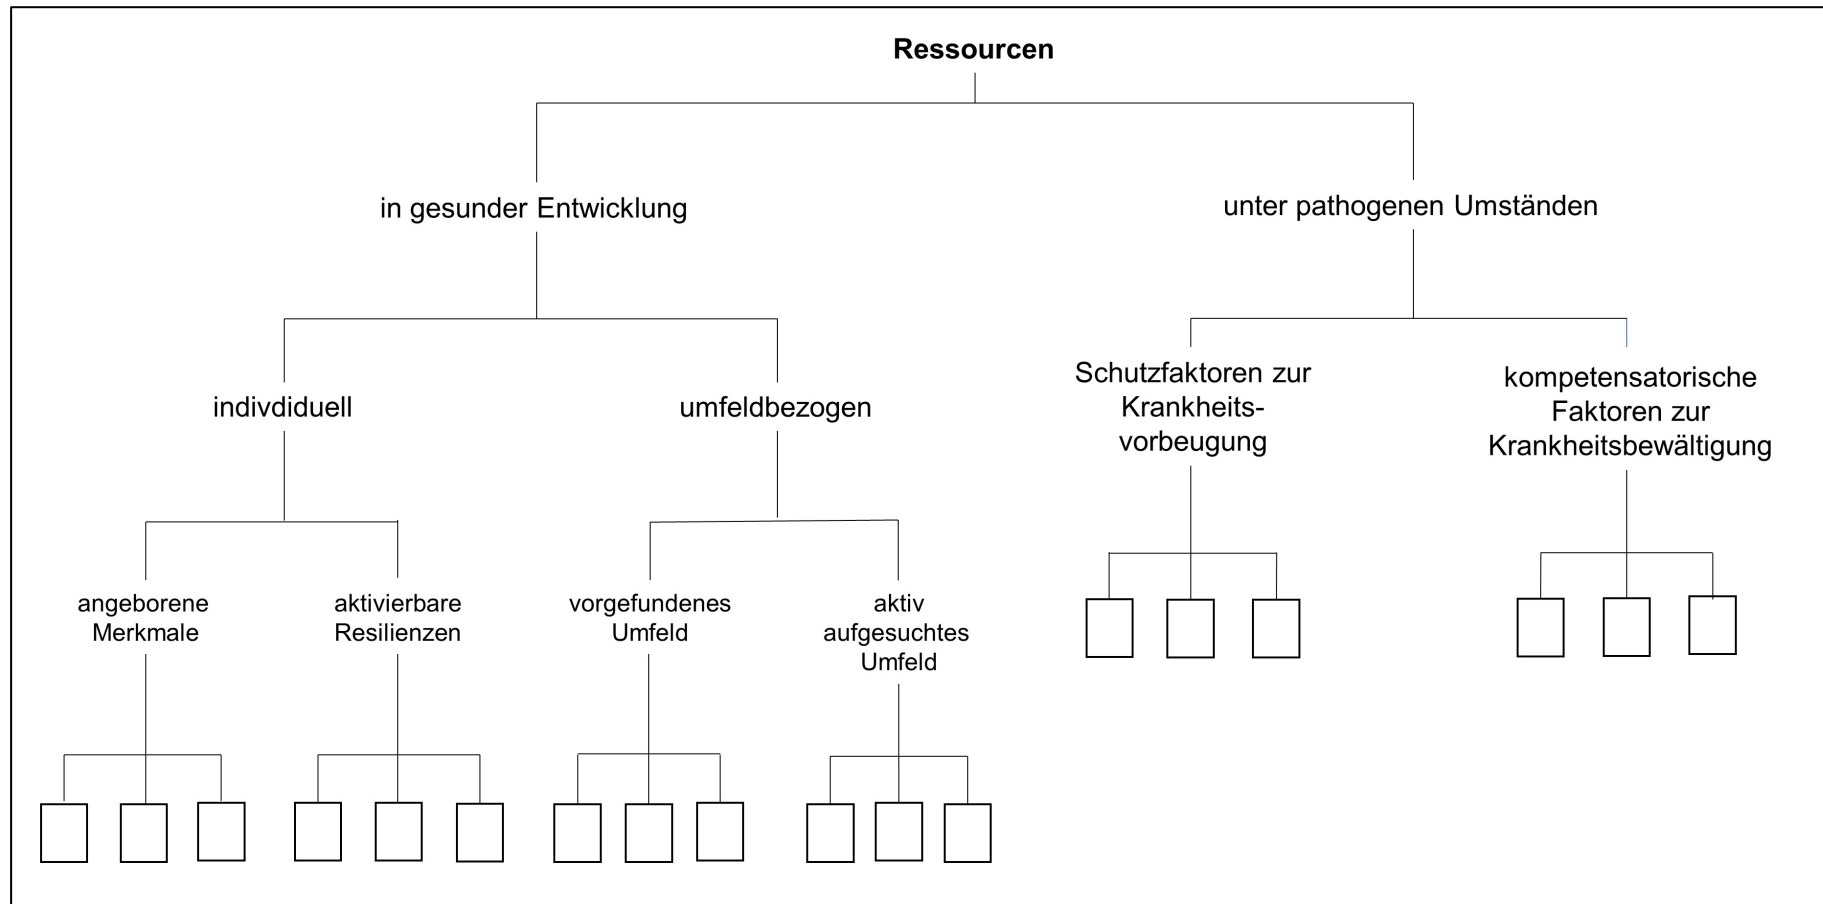 Ressourcen
in gesunder Entwicklung
unter pathogenen Umständen
indivdiduell
umfeldbezogen
Schutzfaktoren zur
Krankheits-
vorbeugung
kompetensatorische
Faktoren zur
Krankheitsbewältigung
angeborene
Merkmale
aktivierbare
Resilienzen
vorgefundenes
Umfeld
aktiv
aufgesuchtes
Umfeld